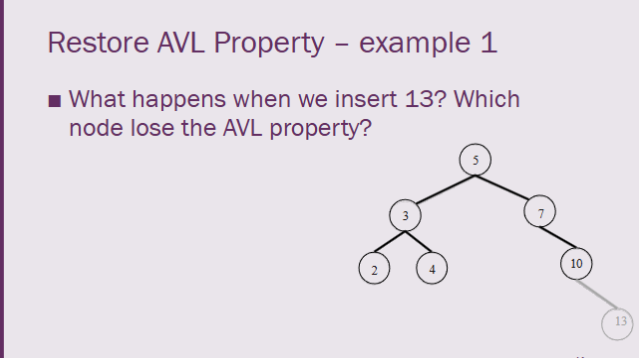 Restore AVL Property – example 1
■ What happens when we insert 13? Which
node lose the AVL property?
5
3
7
2
4
10
13